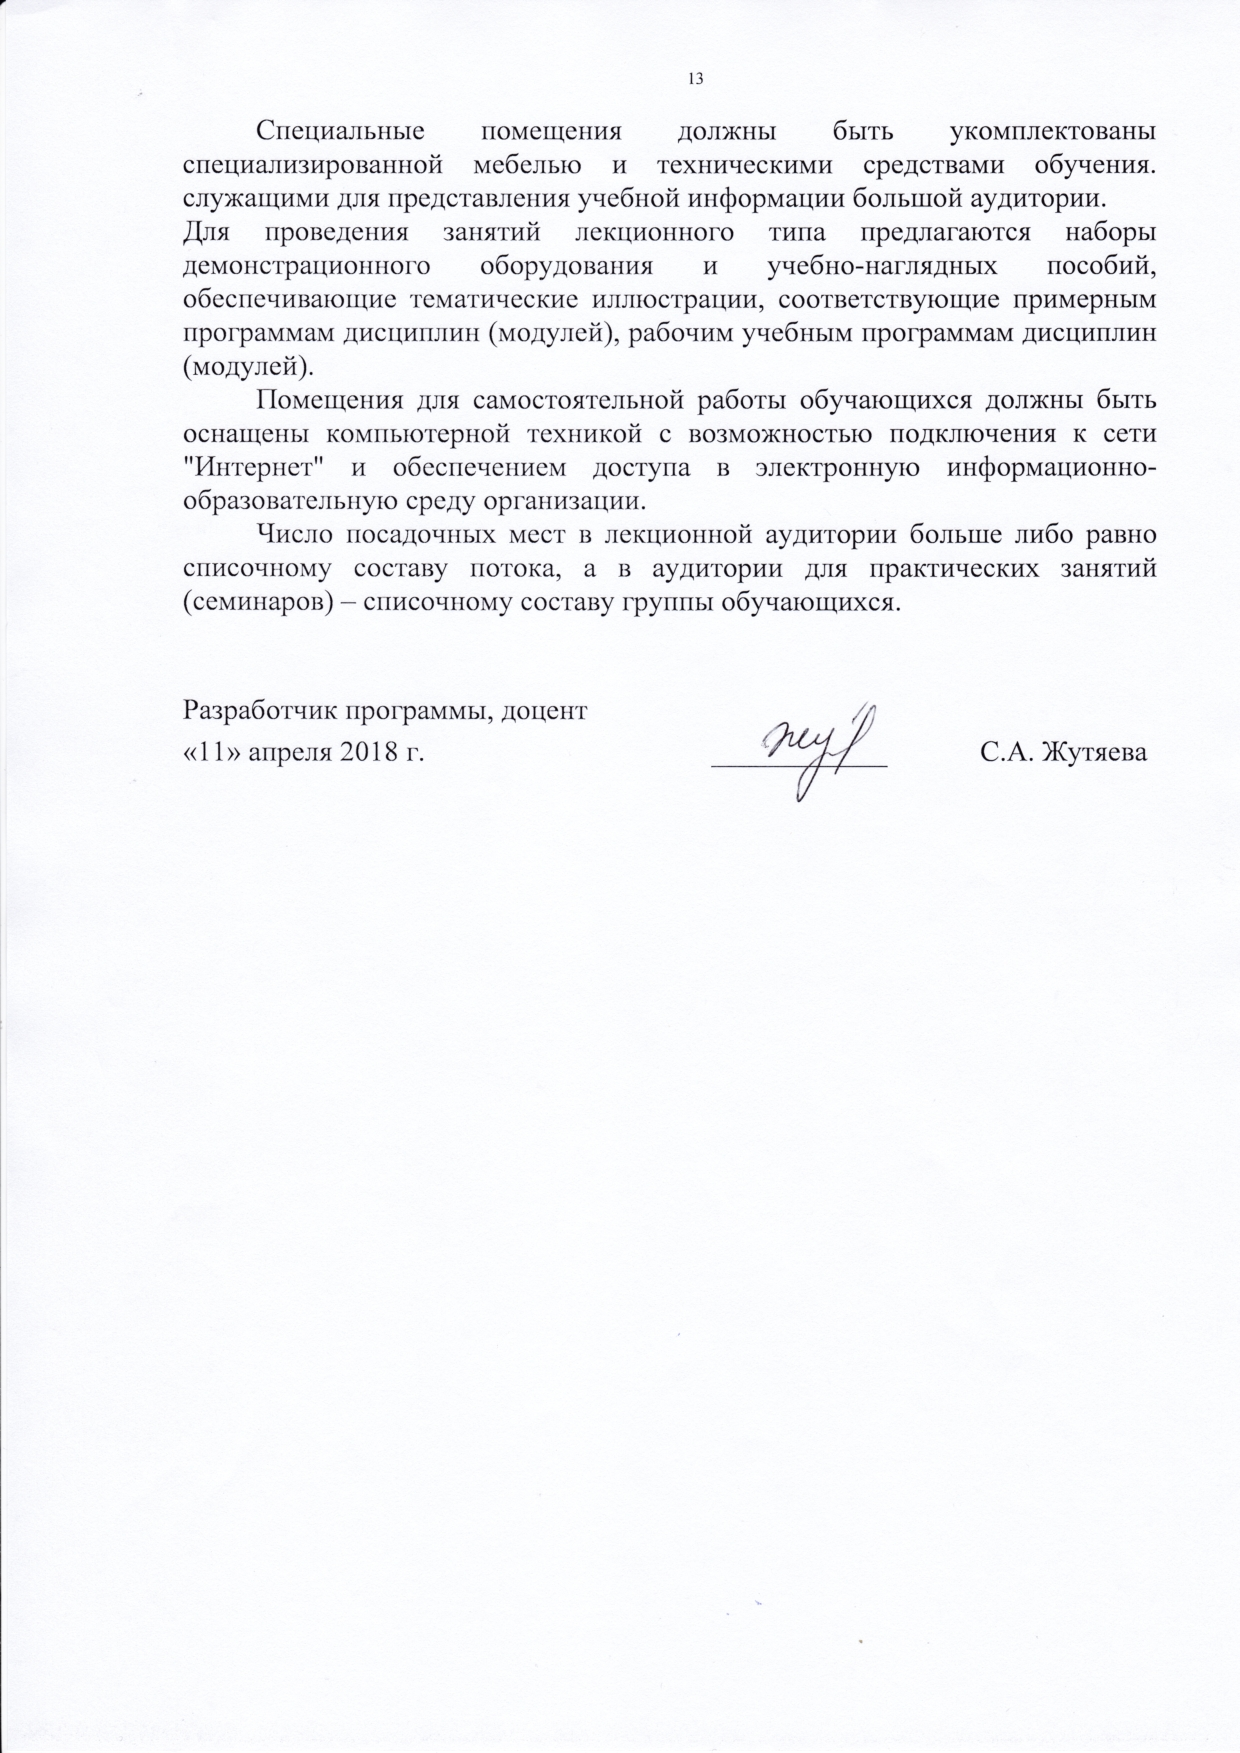 13
Специальные помещения должны быть укомплектованы
специализированной мебелью и техническими средствами обучения.
служащими для представления учебной информации большой аудитории.
Для проведения занятий лекционного типа предлагаются наборы
демонстрационного оборудования и учебно-наглядных пособий,
обеспечивающие тематические иллюстрации, соответствующие примерным
программам дисциплин (модулей), рабочим учебным программам дисциплин
(модулей).
Помещения для самостоятельной работы обучающихся должны быть
оснащены компьютерной техникой с возможностью подключения к сети
"Интернет" и обеспечением доступа в электронную информационно-
образовательную среду организации.
Число посадочных мест в лекционной аудитории больше либо равно
списочному составу потока, а в аудитории для практических занятий
(семинаров) – списочному составу группы обучающихся.
Разработчик программы, доцент
«11» апреля 2018 г. С.А. Жутяева